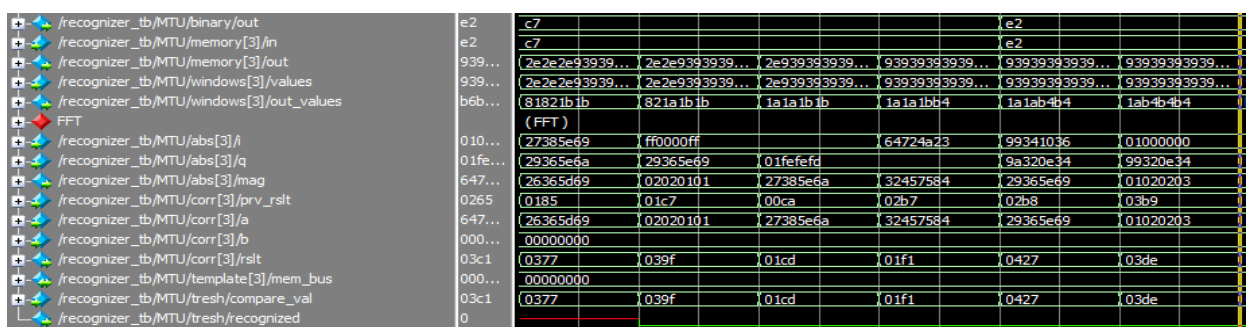 /recognizer_tb/MTU/binary/out e2 c7 e2
/recognizer_tb/MTU/memory[3]/in e2 c7 e2
/recognizer_tb/MTU/memory[3]/out 939... 2e2e2e93939... 2e2e9393939... 2e939393939... 93939393939... 93939393939... 93939393939...
/recognizer_tb/MTU/windows[3]/values 939... 2e2e2e93939... 2e2e9393939... 2e939393939... 93939393939... 93939393939... 93939393939...
/recognizer_tb/MTU/windows[3]/out_values b6b... 81821b1b 821a1b1b 1a1a1b1b 1a1a1bb4 1a1ab4b4 1ab4b4b4
FFT (FFT)
/recognizer_tb/MTU/abs[3]/i 010... 27385e69 ff0000ff 64724a23 99341036 01000000
/recognizer_tb/MTU/abs[3]/q 01fe... 29365e6a 29365e69 01fefefd 9a320e34 99320e34
/recognizer_tb/MTU/abs[3]/mag 647... 26365d69 02020101 27385e6a 32457584 29365e69 01020203
/recognizer_tb/MTU/corr[3]/prv_rslt 0265 0185 01c7 00ca 02b7 02b8 03b9
/recognizer_tb/MTU/corr[3]/a 647... 26365d69 02020101 27385e6a 32457584 29365e69 01020203
/recognizer_tb/MTU/corr[3]/b 000... 00000000
/recognizer_tb/MTU/corr[3]/rslt 03c1 0377 039f 01cd 01f1 0427 03de
/recognizer_tb/MTU/template[3]/mem_bus 000... 00000000
/recognizer_tb/MTU/tresh/compare_val 03c1 0377 039f 01cd 01f1 0427 03de
/recognizer_tb/MTU/tresh/recognized 0